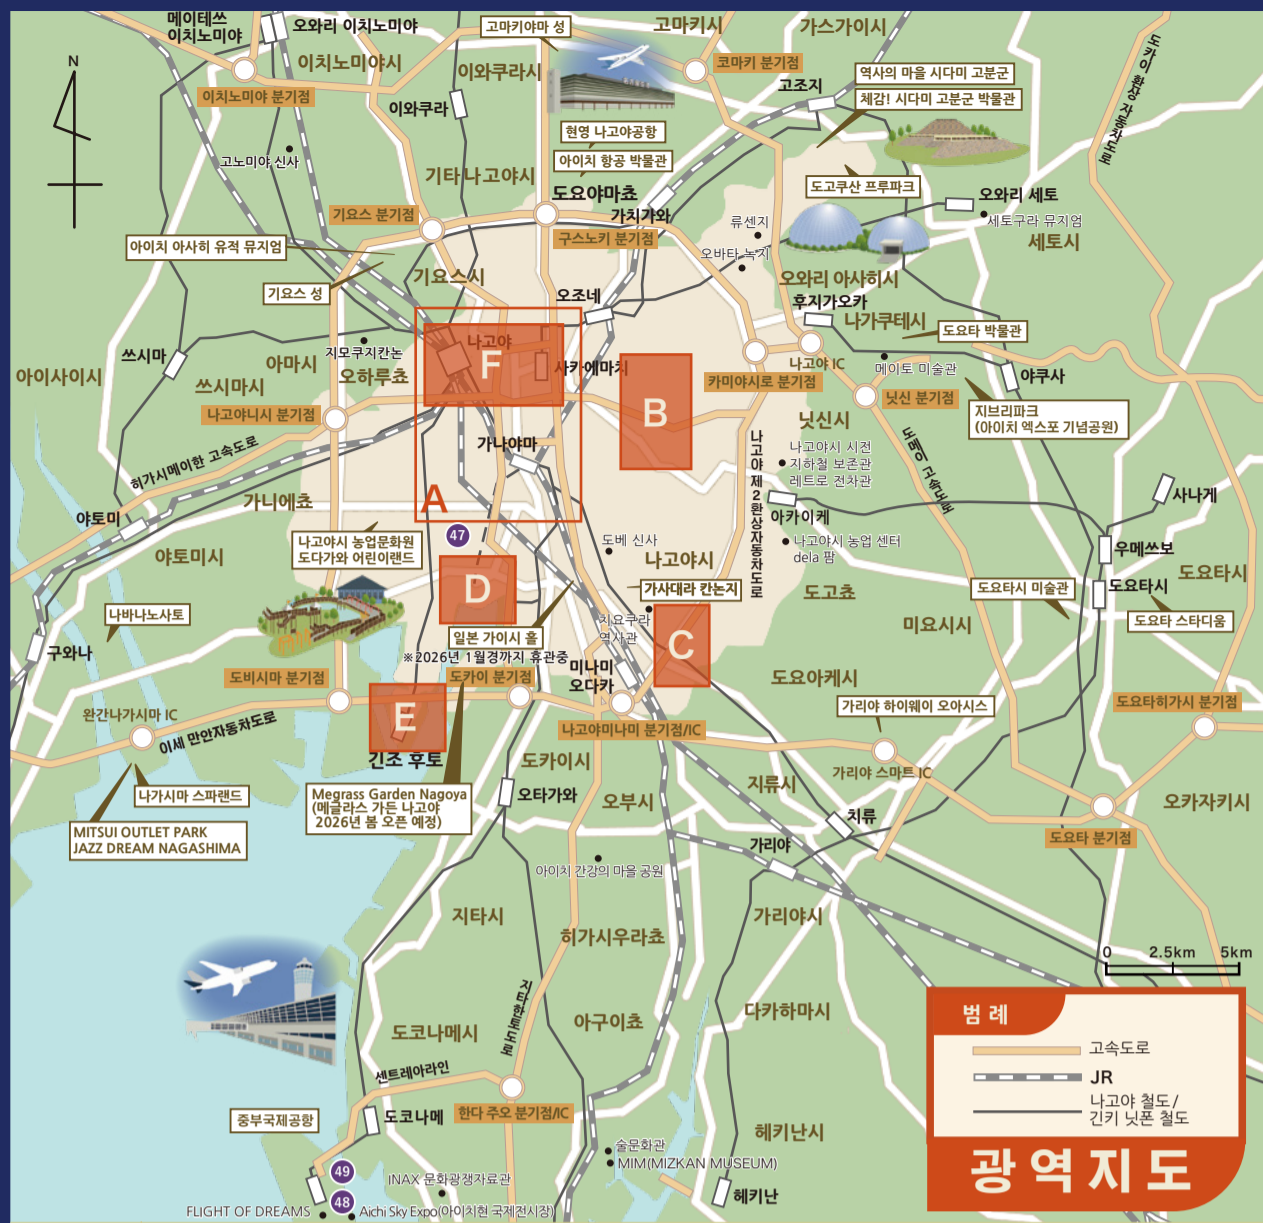 메이테쓰
이치노미야
오와리 이치노미야
고마키야마 성
고마키시
가스가이시
이치노미야시
이와쿠라시
코마키 분기점
고조지
역사의 마을 시다미 고분군
체감! 시다미 고분군 박물관
도카이 환상 자동차도로
N
이치노미야 분기점
이와쿠라
현영 나고야공항
아이치 항공 박물관
고노미야 신사
기타나고야시
도요야마쵸
도고쿠산 프루파크
오와리 세토
세토구라 뮤지엄
세토시
기요스 분기점
가치가와
구스노키 분기점
류센지
오바타 녹지
아이치 아사히 유적 뮤지엄
기요스 성
기요스시
오조네
오와리 아사히시
후지가오카
나가쿠테시
도요타 박물관
쓰시마
지모쿠지칸논
아마시
오하루쵸
쓰시마시
아이사이시
나고야
F
사카에마치
B
나고야 IC
카미야시로 분기점
메이토 미술관
야쿠사
닛신 분기점
지브리파크
(아이치 엑스포 기념공원)
나고야니시 분기점
닛신시
히가시메이한 고속도로
가나야마
나고야 제2환상자동차도로
나고야시 시전
지하철 보존관
레트로 전차관
도메이 고속도로
A
사나게
가니에쵸
야토미
47
아카이케
나고야시 농업문화원
도다가와 어린이랜드
도베 신사
나고야시
나고야시 농업 센터
dela 팜
우메쓰보
야토미시
D
가사대라 칸논지
도고쵸
도요타시 미술관
도요타시
도요타시
도요타 스타디움
나바나노사토
일본 가이시 홀
※2026년 1월경까지 휴관중
치요쿠라
역사관
C
미요시시
구와나
미나미
오다카
도비시마 분기점
도카이 분기점
도요아케시
완간나가시마 IC
이세 만안자동차도로
E
긴조 후토
나고야미나미 분기점/IC
가리야 하이웨이 오아시스
도요타히가시 분기점
나가시마 스파랜드
MITSUI OUTLET PARK
JAZZ DREAM NAGASHIMA
Megrass Garden Nagoya
(메글라스 가든 나고야
2026년 봄 오픈 예정)
도카이시
오타가와
오부시
지류시
가리야 스마트 IC
치류
오카자키시
도요타 분기점
가리야
아이치 간강의 마을 공원
지타시
히가시우라쵸
가리야시
0 2.5km 5km
지타한도도로
도코나메시
아구이쵸
다카하마시
센트레아라인
중부국제공항
도코나메
한다 주오 분기점/IC
헤키난시
술문화관
MIM(MIZKAN MUSEUM)
49
48
INAX 문화광쟁자료관
FLIGHT OF DREAMS
Aichi Sky Expo(아이치현 국제전시장)
헤키난
범 례
고속도로
JR
나고야 철도/
긴키 닛폰 철도
광역지도